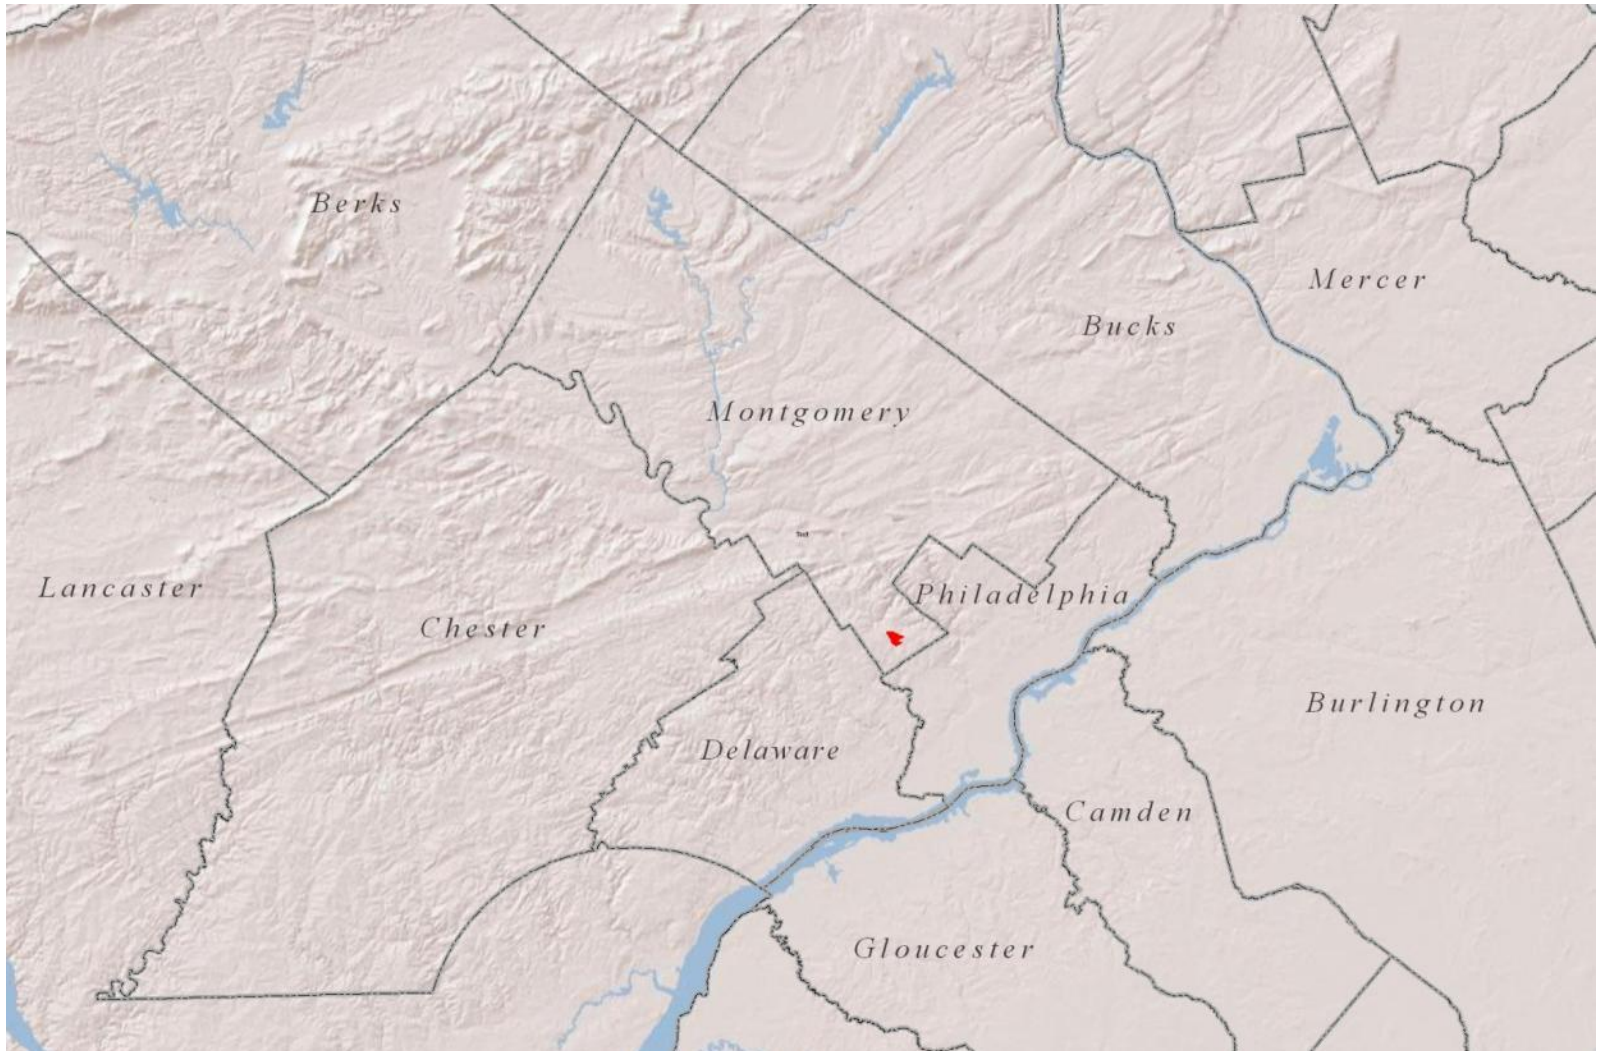 Berks
Mercer
Bucks
Montgomery
Lancaster
Philadelphia
Chester
Burlington
Delaware
Camden
Gloucester